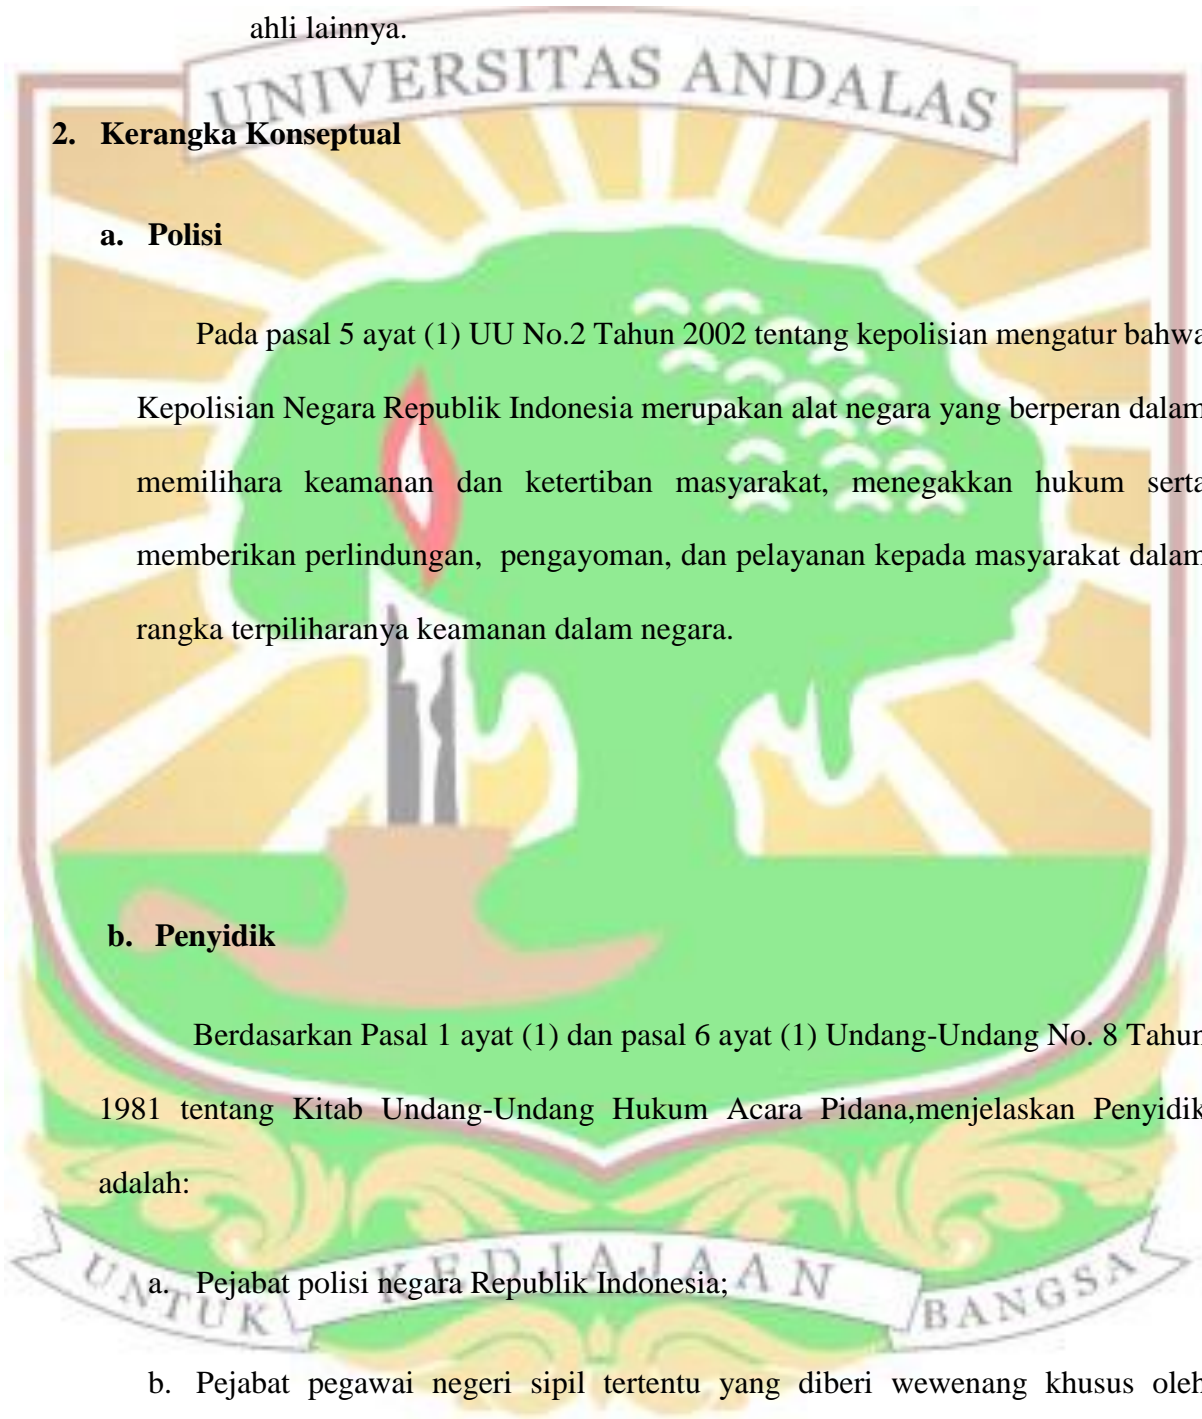 ahli lainnya.
UNIVERSITAS ANDALAS
2. Kerangka Konseptual
a. Polisi
Pada pasal 5 ayat (1) UU No.2 Tahun 2002 tentang kepolisian mengatur bahwa
Kepolisian Negara Republik Indonesia merupakan alat negara yang berperan dalam
memilihara keamanan dan ketertiban masyarakat, menegakkan hukum serta
memberikan perlindungan, pengayoman, dan pelayanan kepada masyarakat dalam
rangka terpiliharanya keamanan dalam negara.
b. Penyidik
Berdasarkan Pasal 1 ayat (1) dan pasal 6 ayat (1) Undang-Undang No. 8 Tahun
1981 tentang Kitab Undang-Undang Hukum Acara Pidana,menjelaskan Penyidik
adalah:
a. Pejabat polisi negara Republik Indonesia;
UNTUK KEDJAJAAN BANGSA
b. Pejabat pegawai negeri sipil tertentu yang diberi wewenang khusus oleh